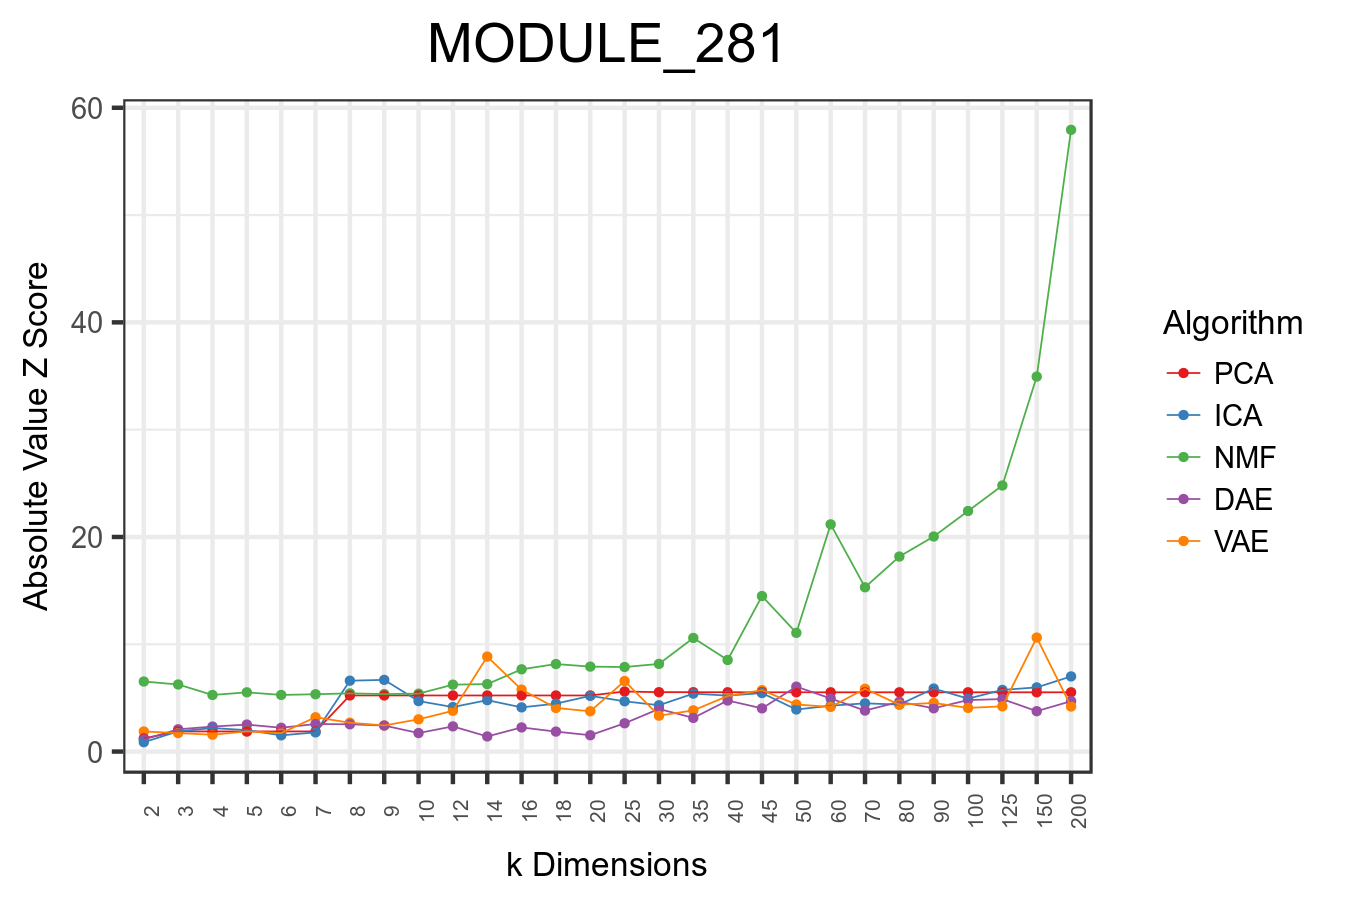 MODULE_281
Absolute Value Z Score
60
40
20
0
2 3 4 5 6 7 8 9 10 12 14 16 18 20 25 30 35 40 45 50 60 70 80 90 100 125 150 200
k Dimensions
Algorithm
PCA
ICA
NMF
DAE
VAE